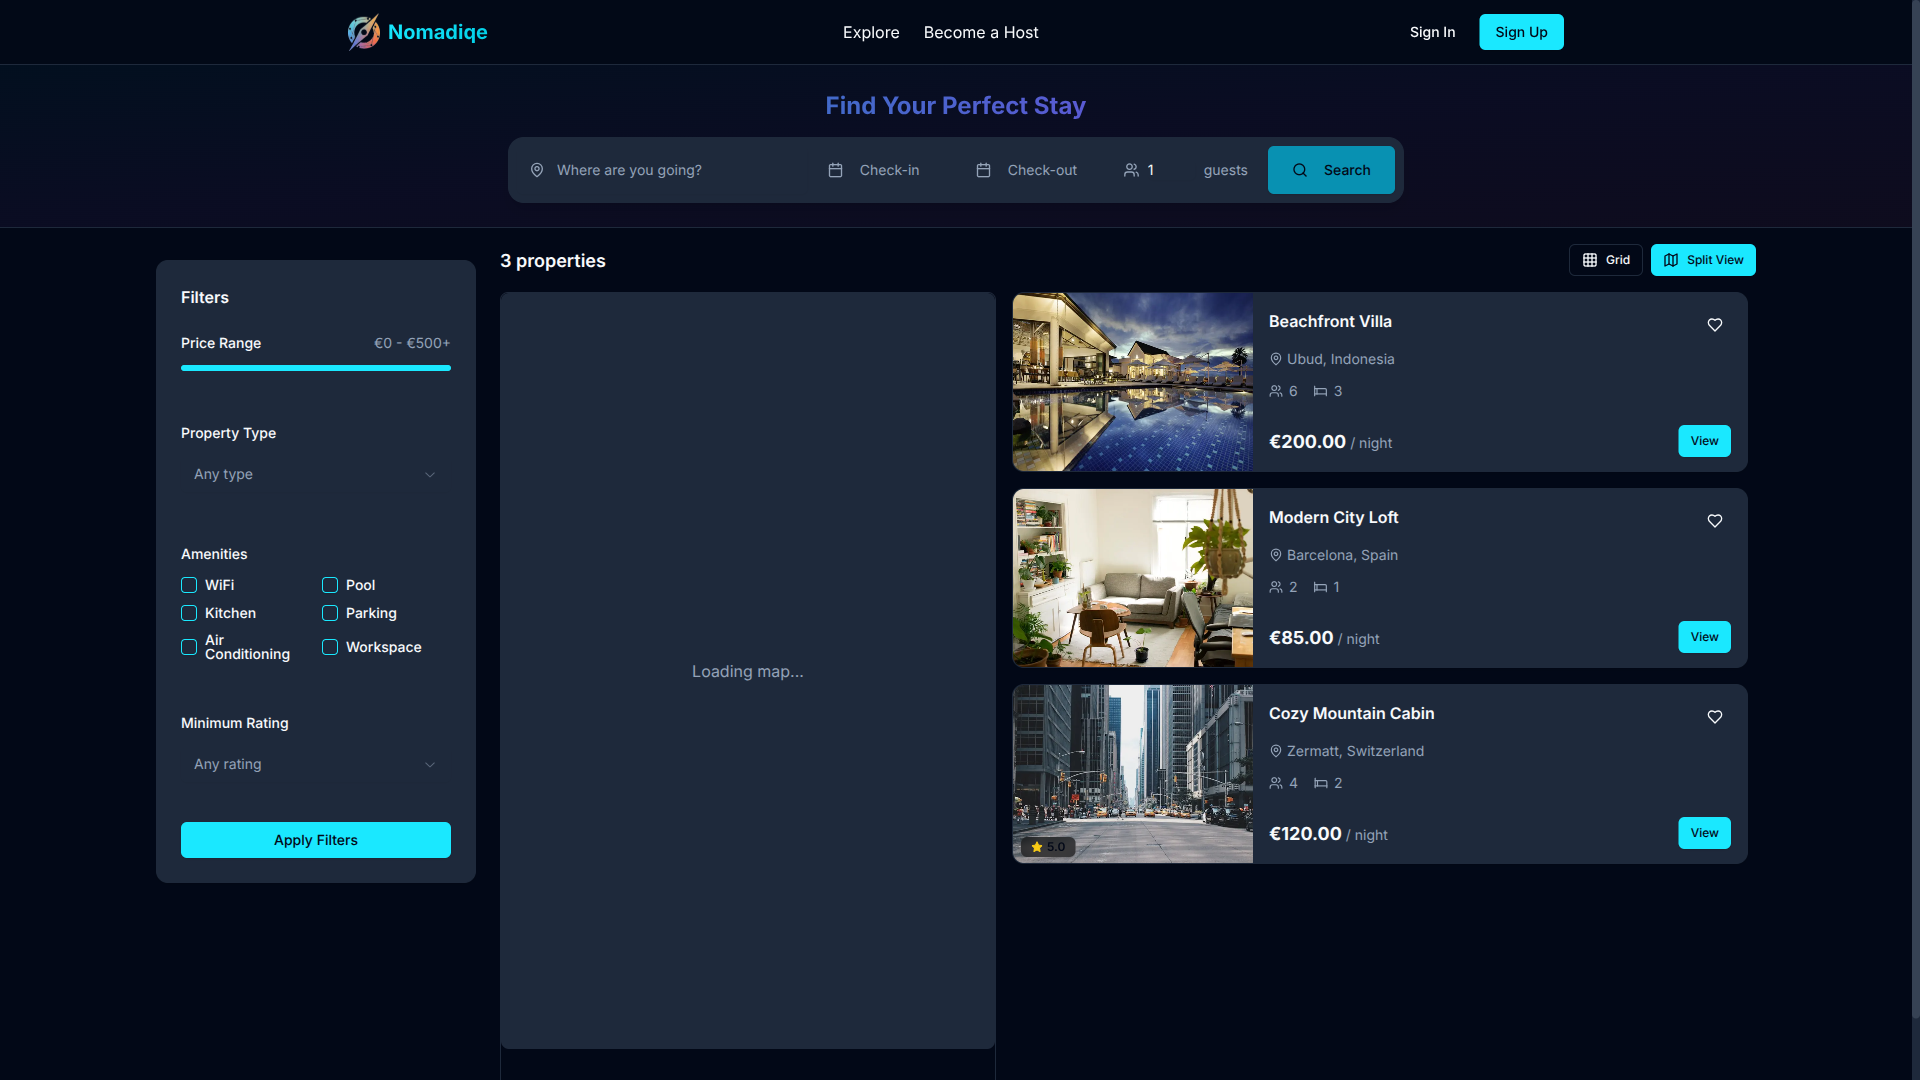 Nomadiqe
Explore
Become a Host
Sign In
Sign Up
Find Your Perfect Stay
Where are you going?
Check-in
Check-out
1
guests
Search
Filters
Price Range
€0 - €500+
Property Type
Any type
Amenities
WiFi
Pool
Kitchen
Parking
Air
Conditioning
Workspace
Minimum Rating
Any rating
Apply Filters
3 properties
Grid
Split View
Loading map...
Beachfront Villa
Ubud, Indonesia
6
3
€200.00 / night
View
Modern City Loft
Barcelona, Spain
2
1
€85.00 / night
View
5.0
Cozy Mountain Cabin
Zermatt, Switzerland
4
2
€120.00 / night
View